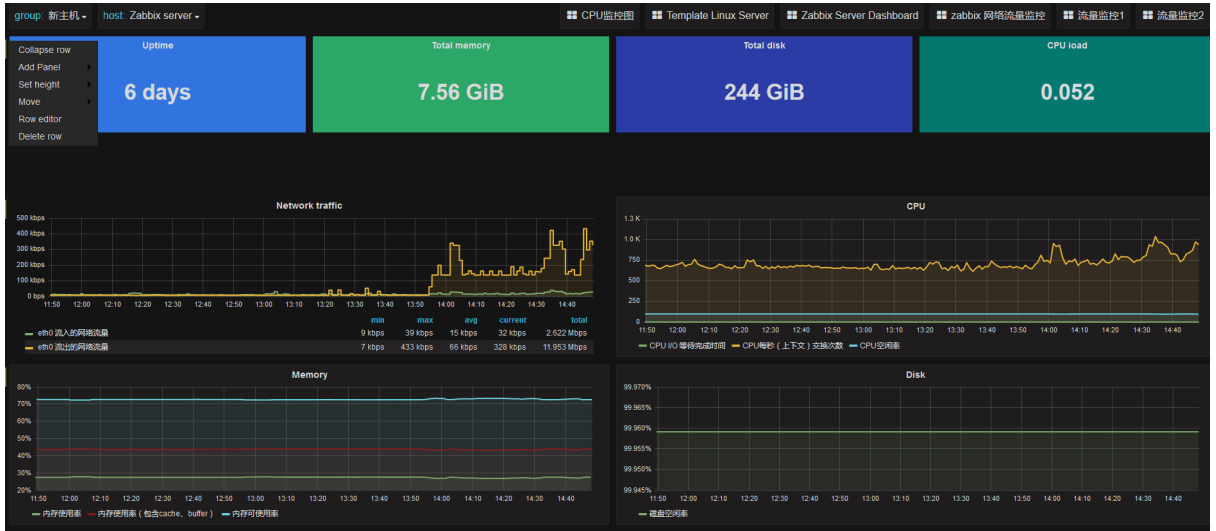 group: 新主机 host: Zabbix server CPU监控图 Template Linux Server Zabbix Server Dashboard zabbix 网络流量监控 流量监控1 流量监控2
Collapse row
Add Panel
Set height
Move
Row editor
Delete row
Uptime
6 days
Total memory
7.56 GiB
Total disk
244 GiB
CPU load
0.052
Network traffic
500 kbps
400 kbps
300 kbps
200 kbps
100 kbps
0 bps
11:50 12:00 12:10 12:20 12:30 12:40 12:50 13:00 13:10 13:20 13:30 13:40 13:50 14:00 14:10 14:20 14:30 14:40
min max avg current total
eth0 流入的网络流量 9 kbps 39 kbps 15 kbps 32 kbps 2.622 Mbps
eth0 流出的网络流量 7 kbps 433 kbps 66 kbps 328 kbps 11.953 Mbps
CPU
1.3 K
1.0 K
750
500
250
0
11:50 12:00 12:10 12:20 12:30 12:40 12:50 13:00 13:10 13:20 13:30 13:40 13:50 14:00 14:10 14:20 14:30 14:40
CPU I/O 等待完成时间 CPU每秒（上下文）交换次数 CPU空闲率
Memory
80%
70%
60%
50%
40%
30%
20%
11:50 12:00 12:10 12:20 12:30 12:40 12:50 13:00 13:10 13:20 13:30 13:40 13:50 14:00 14:10 14:20 14:30 14:40
内存使用率 内存使用率（包含cache、buffer） 内存可使用率
Disk
99.970%
99.965%
99.960%
99.955%
99.950%
99.945%
11:50 12:00 12:10 12:20 12:30 12:40 12:50 13:00 13:10 13:20 13:30 13:40 13:50 14:00 14:10 14:20 14:30 14:40
磁盘空闲率